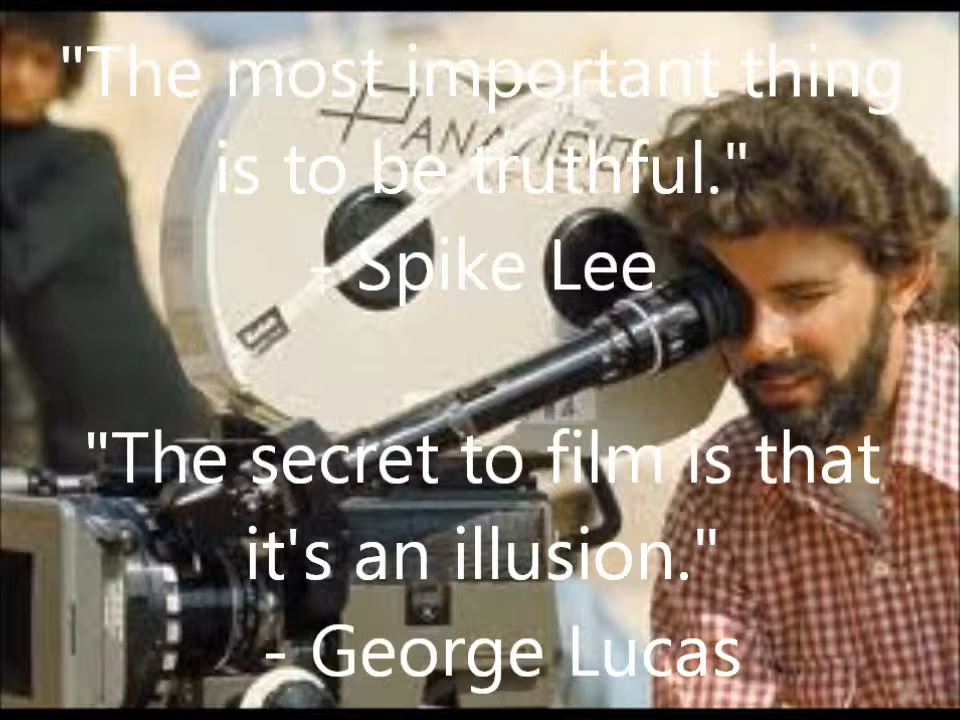 "The most important thing
is to be truthful."
- Spike Lee
"The secret to film is that
it's an illusion."
- George Lucas
PANAVISION